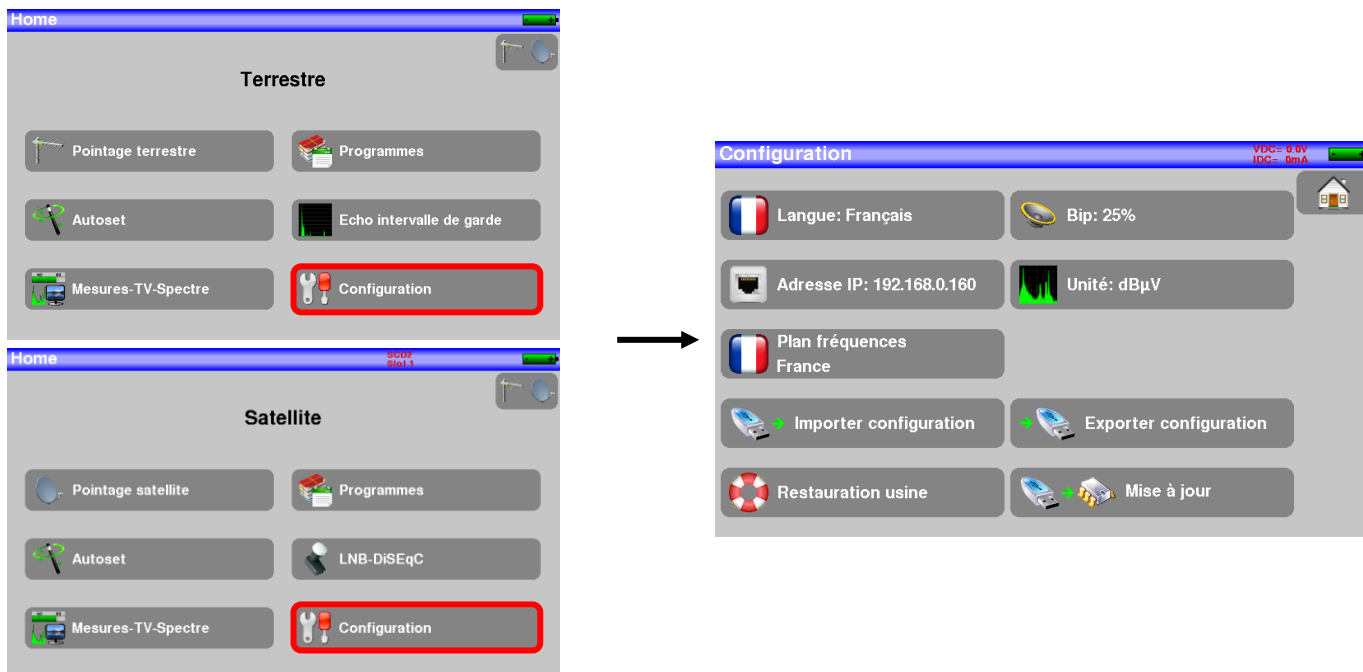 Home
Terrestre
Pointage terrestre
Programmes
Autoset
Echo intervalle de garde
Mesures-TV-Spectre
Configuration
Home
SCD2
Slot 1
Satellite
Pointage satellite
Programmes
Autoset
LNB-DiSEqC
Mesures-TV-Spectre
Configuration
Configuration
VDC= 0.0V
IDC= 0mA
Langue: Français
Bip: 25%
Adresse IP: 192.168.0.160
Unité: dBµV
Plan fréquences
France
Importer configuration
Exporter configuration
Restauration usine
Mise à jour